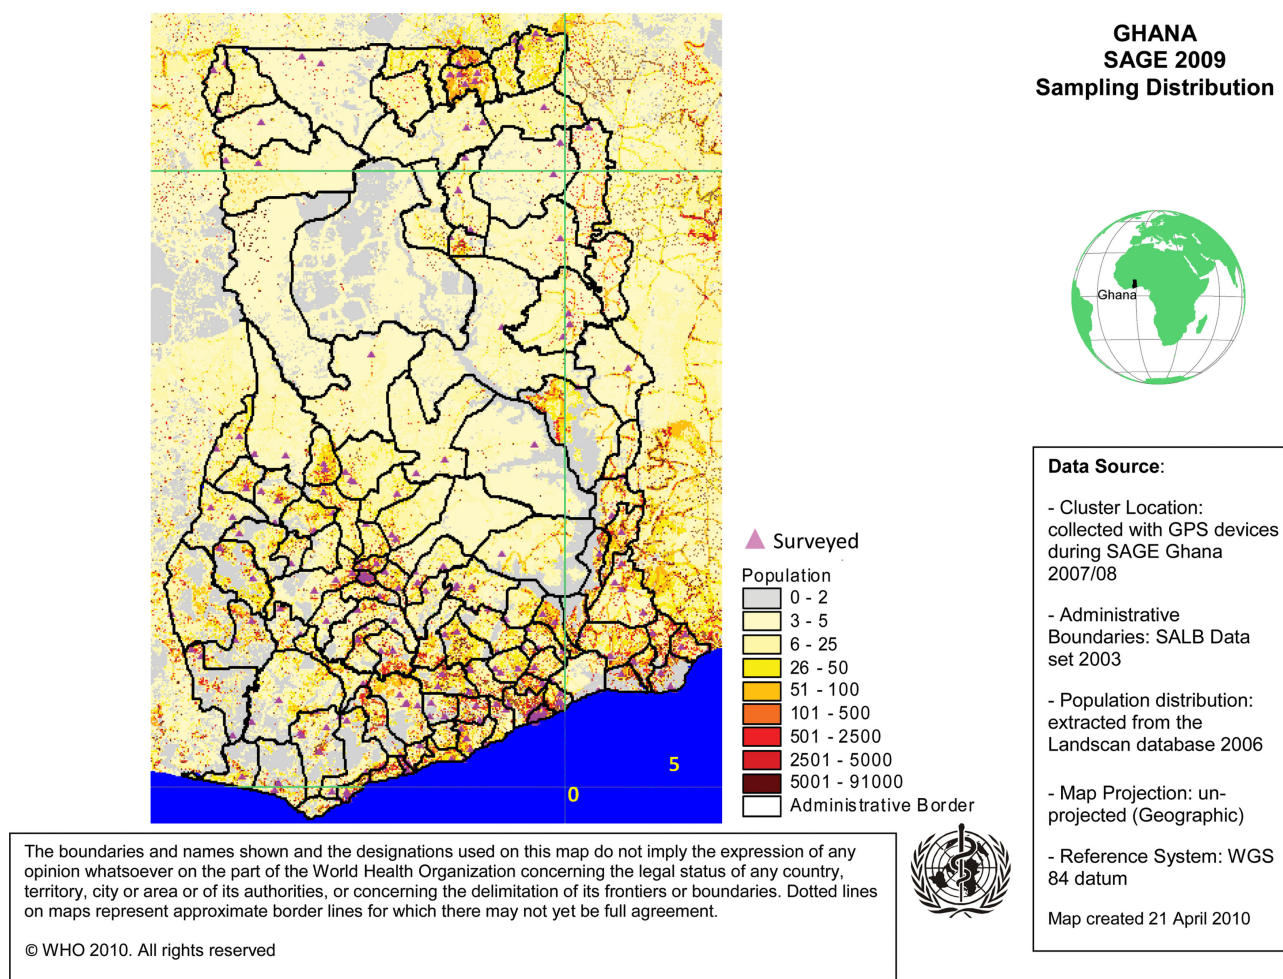 GHANA
SAGE 2009
Sampling Distribution
Ghana
Surveyed
Population
0 - 2
3 - 5
6 - 25
26 - 50
51 - 100
101 - 500
501 - 2500
2501 - 5000
5001 - 91000
Administrative Border
5
0
Data Source:
- Cluster Location:
collected with GPS devices
during SAGE Ghana
2007/08
- Administrative
Boundaries: SALB Data
set 2003
- Population distribution:
extracted from the
Landscan database 2006
- Map Projection: un-
projected (Geographic)
- Reference System: WGS
84 datum
Map created 21 April 2010
The boundaries and names shown and the designations used on this map do not imply the expression of any
opinion whatsoever on the part of the World Health Organization concerning the legal status of any country,
territory, city or area or of its authorities, or concerning the delimitation of its frontiers or boundaries. Dotted lines
on maps represent approximate border lines for which there may not yet be full agreement.
© WHO 2010. All rights reserved